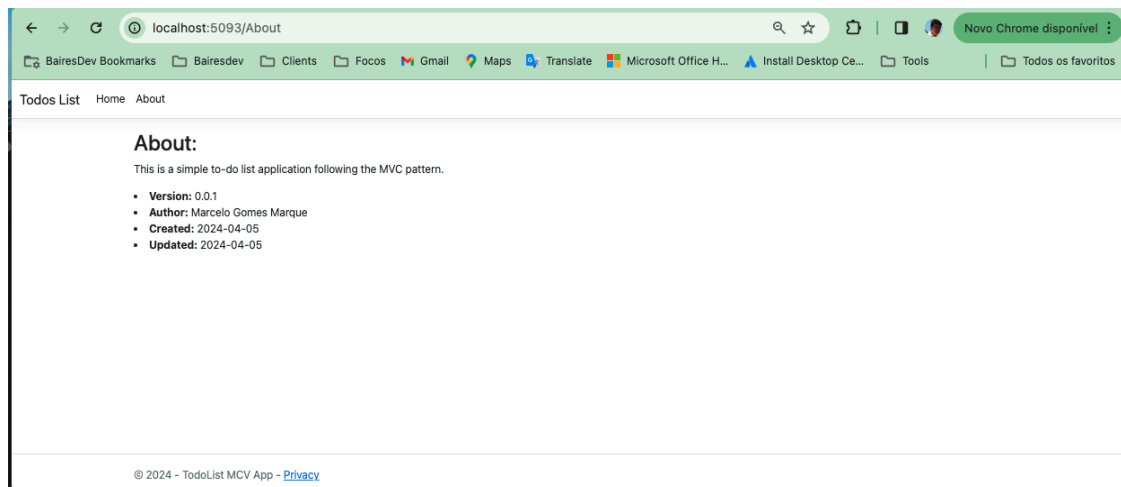 localhost:5093/About
Novo Chrome disponível
BairesDev Bookmarks Bairesdev Clients Focos Gmail Maps Translate Microsoft Office H... Install Desktop Ce... Tools Todos os favoritos
Todos List Home About
About:
This is a simple to-do list application following the MVC pattern.
• Version: 0.0.1
• Author: Marcelo Gomes Marque
• Created: 2024-04-05
• Updated: 2024-04-05
© 2024 - TodoList MCV App - Privacy